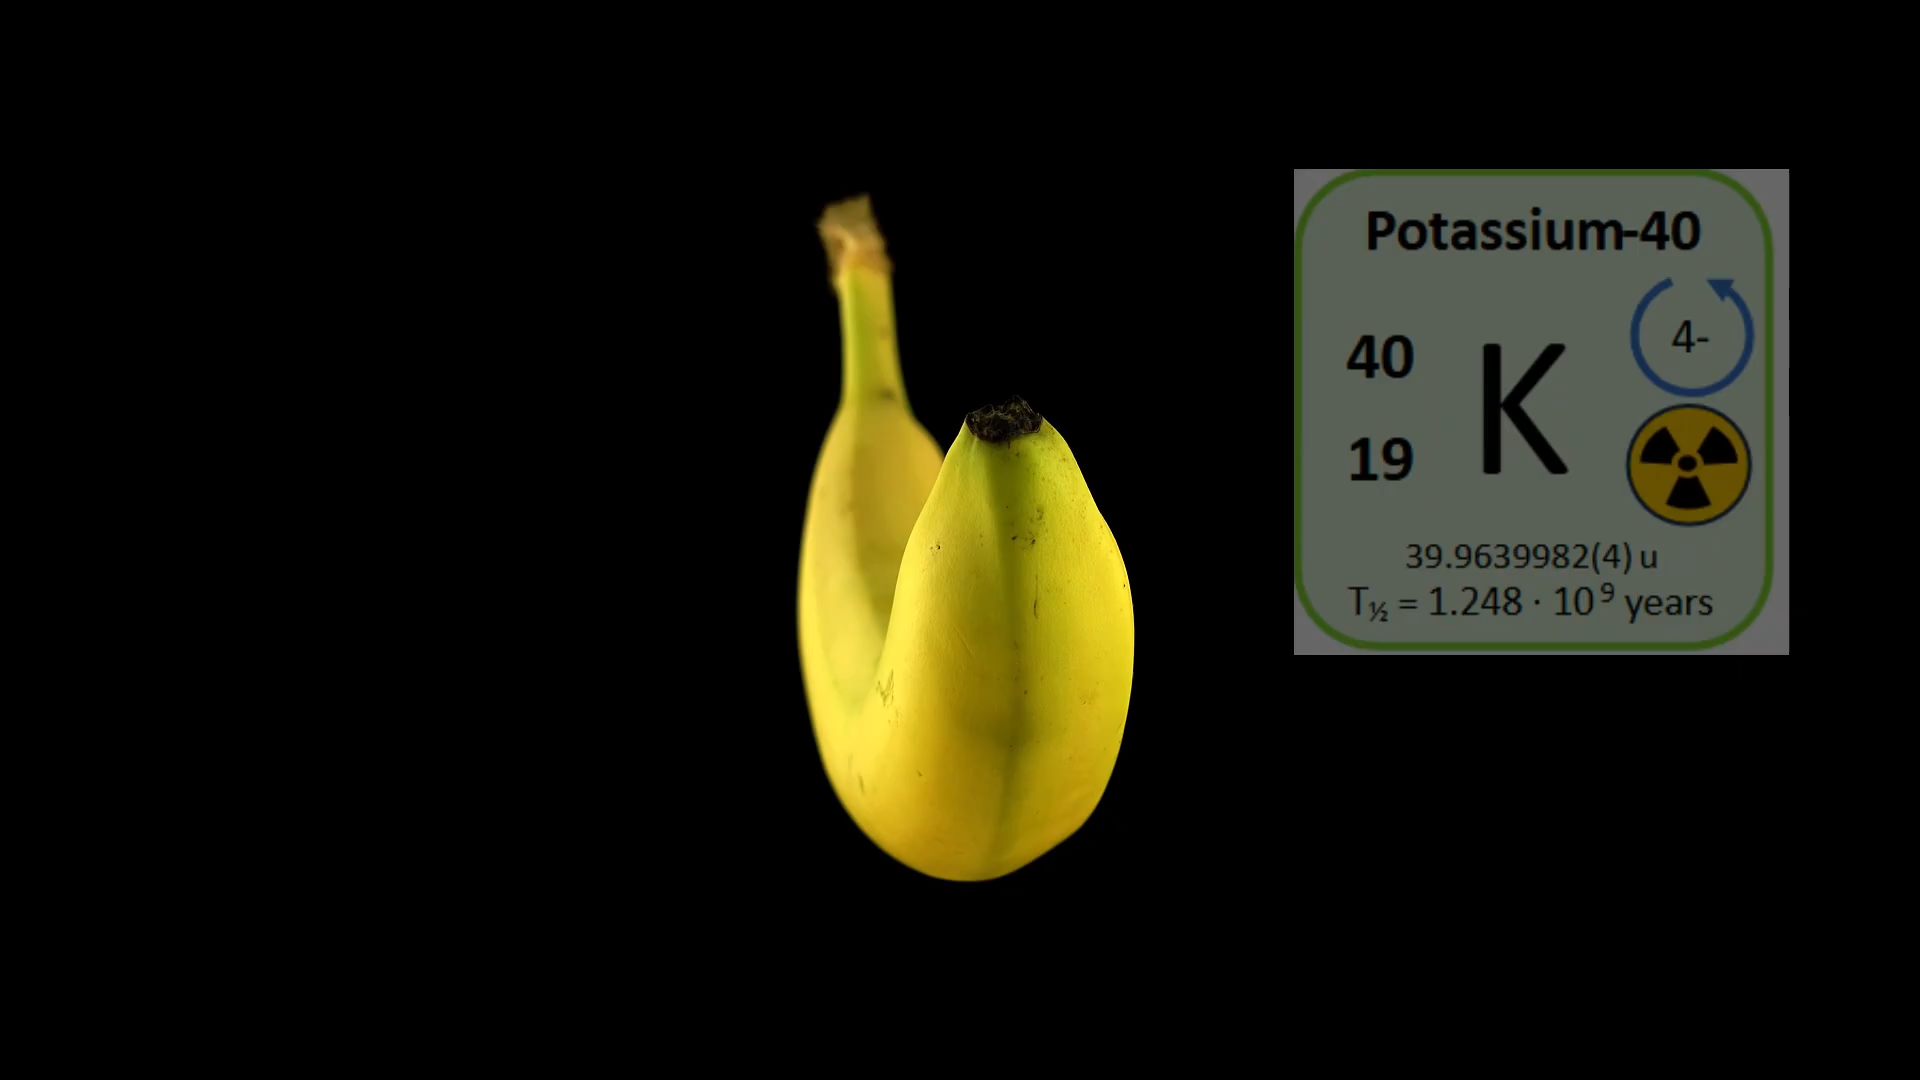 Potassium-40
4-
40
K
19
39.9639982(4) u
T½ = 1.248 · 10⁹ years